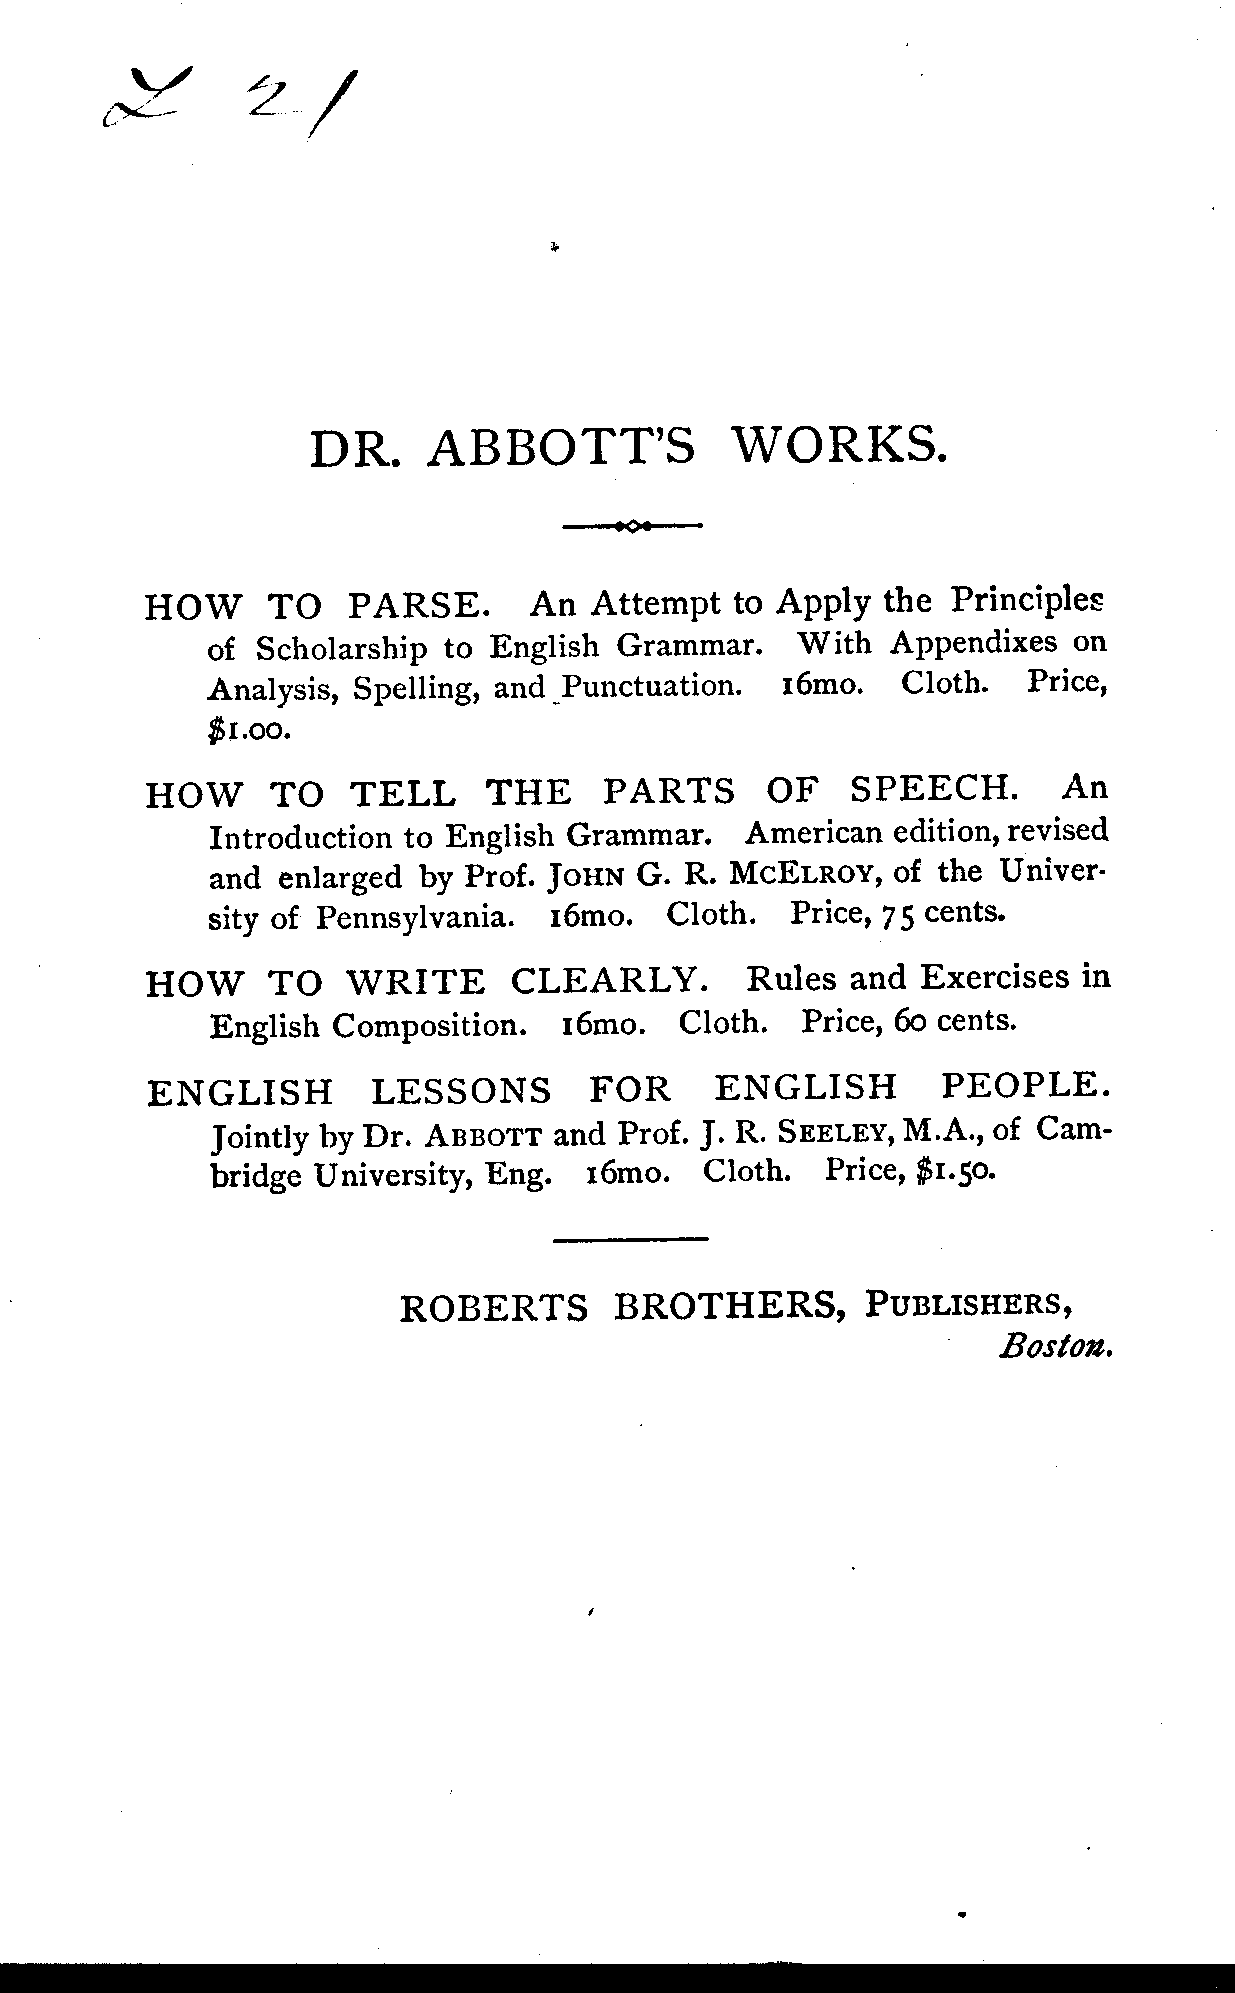 L 21
DR. ABBOTT'S WORKS.
HOW TO PARSE. An Attempt to Apply the Principles
of Scholarship to English Grammar. With Appendixes on
Analysis, Spelling, and Punctuation. 16mo. Cloth. Price,
$1.00.
HOW TO TELL THE PARTS OF SPEECH. An
Introduction to English Grammar. American edition, revised
and enlarged by Prof. JOHN G. R. MCELROY, of the Univer-
sity of Pennsylvania. 16mo. Cloth. Price, 75 cents.
HOW TO WRITE CLEARLY. Rules and Exercises in
English Composition. 16mo. Cloth. Price, 60 cents.
ENGLISH LESSONS FOR ENGLISH PEOPLE.
Jointly by Dr. ABBOTT and Prof. J. R. SEELEY, M.A., of Cam-
bridge University, Eng. 16mo. Cloth. Price, $1.50.
ROBERTS BROTHERS, PUBLISHERS,
Boston.